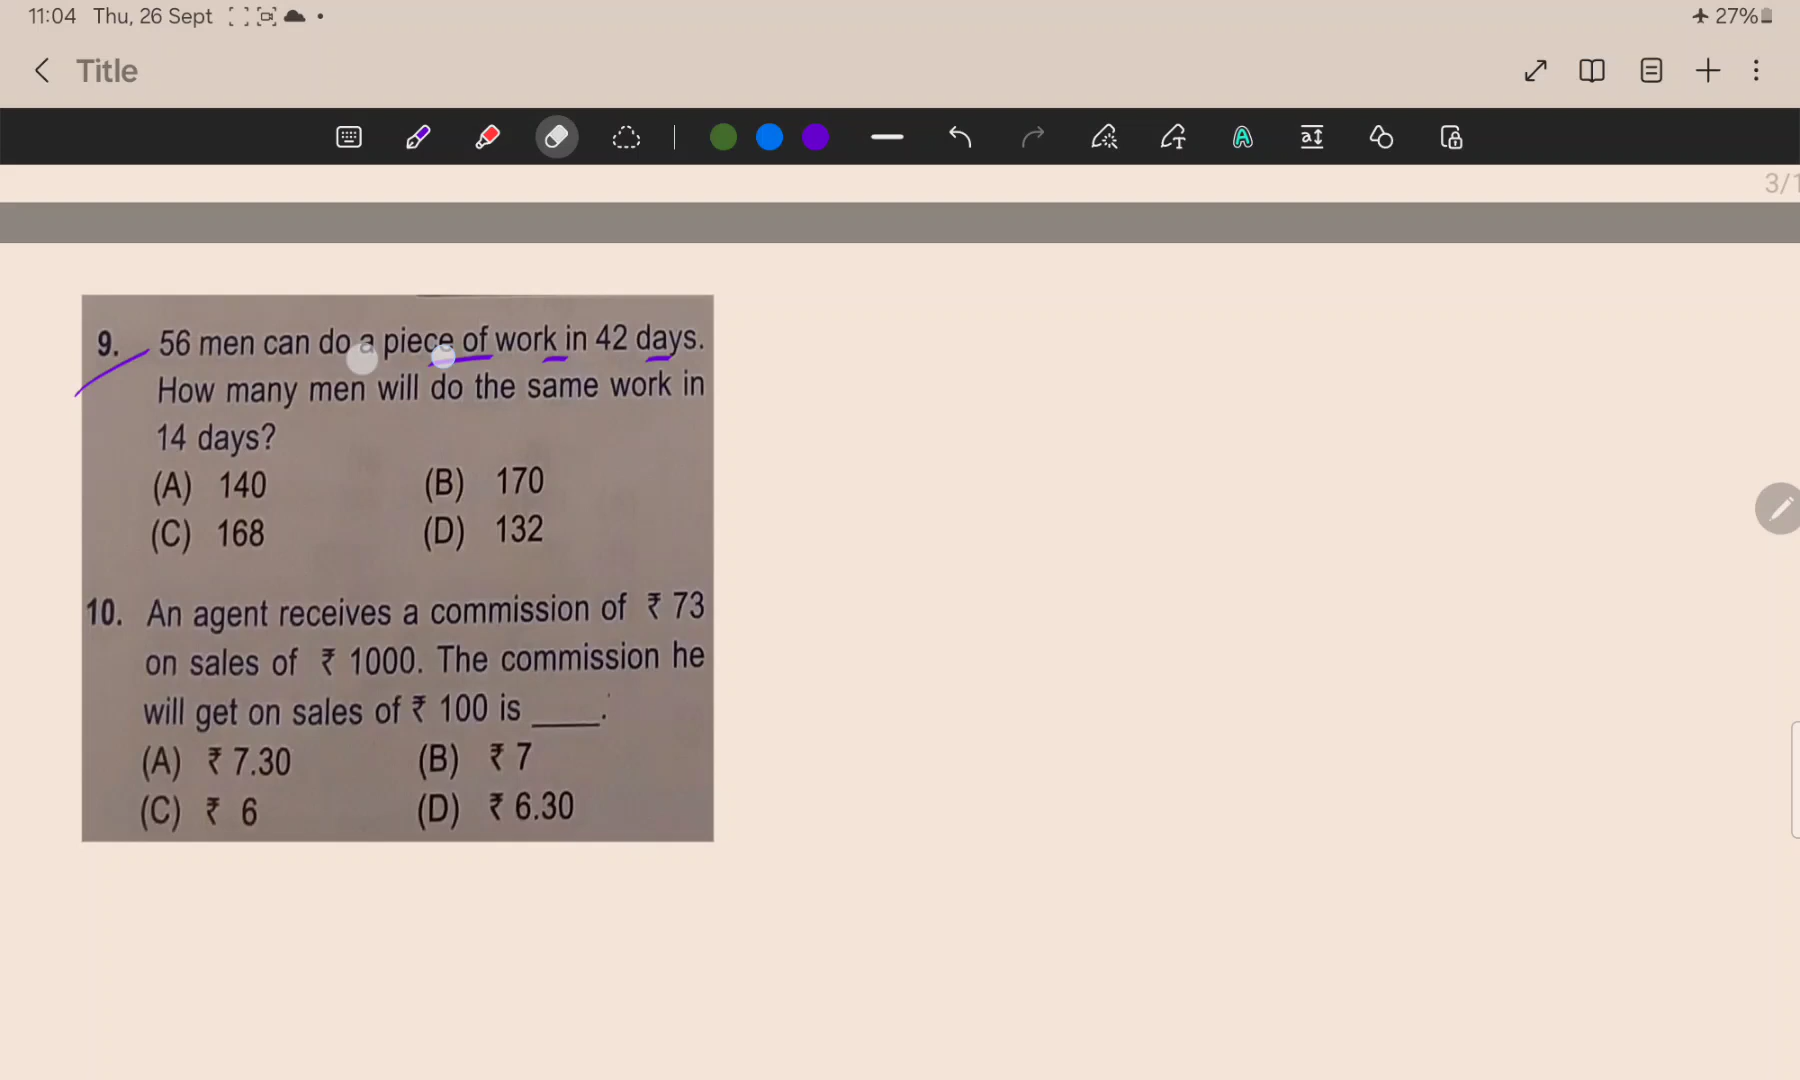 11:04 Thu, 26 Sept
27%
Title
3/1
9. 56 men can do a piece of work in 42 days.
How many men will do the same work in
14 days?
(A) 140 (B) 170
(C) 168 (D) 132
10. An agent receives a commission of ₹ 73
on sales of ₹ 1000. The commission he
will get on sales of ₹ 100 is ____.
(A) ₹ 7.30 (B) ₹ 7
(C) ₹ 6 (D) ₹ 6.30